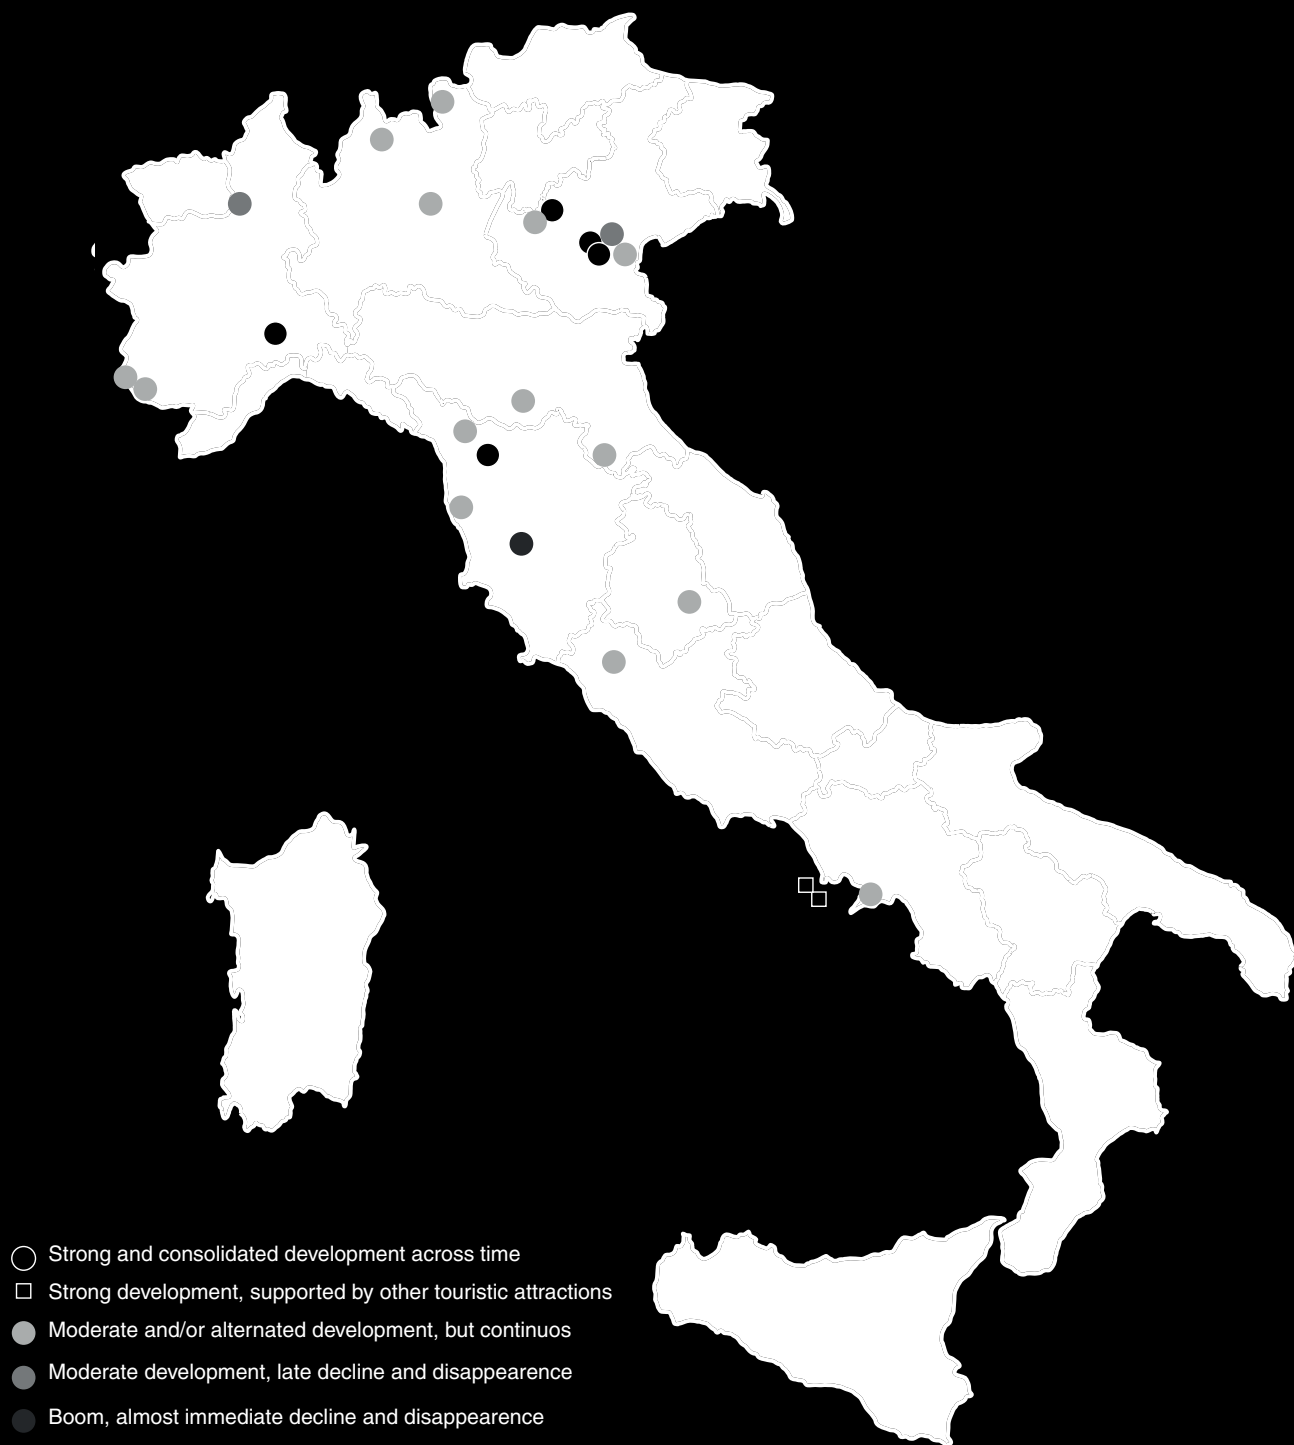 Strong and consolidated development across time
Strong development, supported by other touristic attractions
Moderate and/or alternated development, but continuos
Moderate development, late decline and disappearence
Boom, almost immediate decline and disappearence